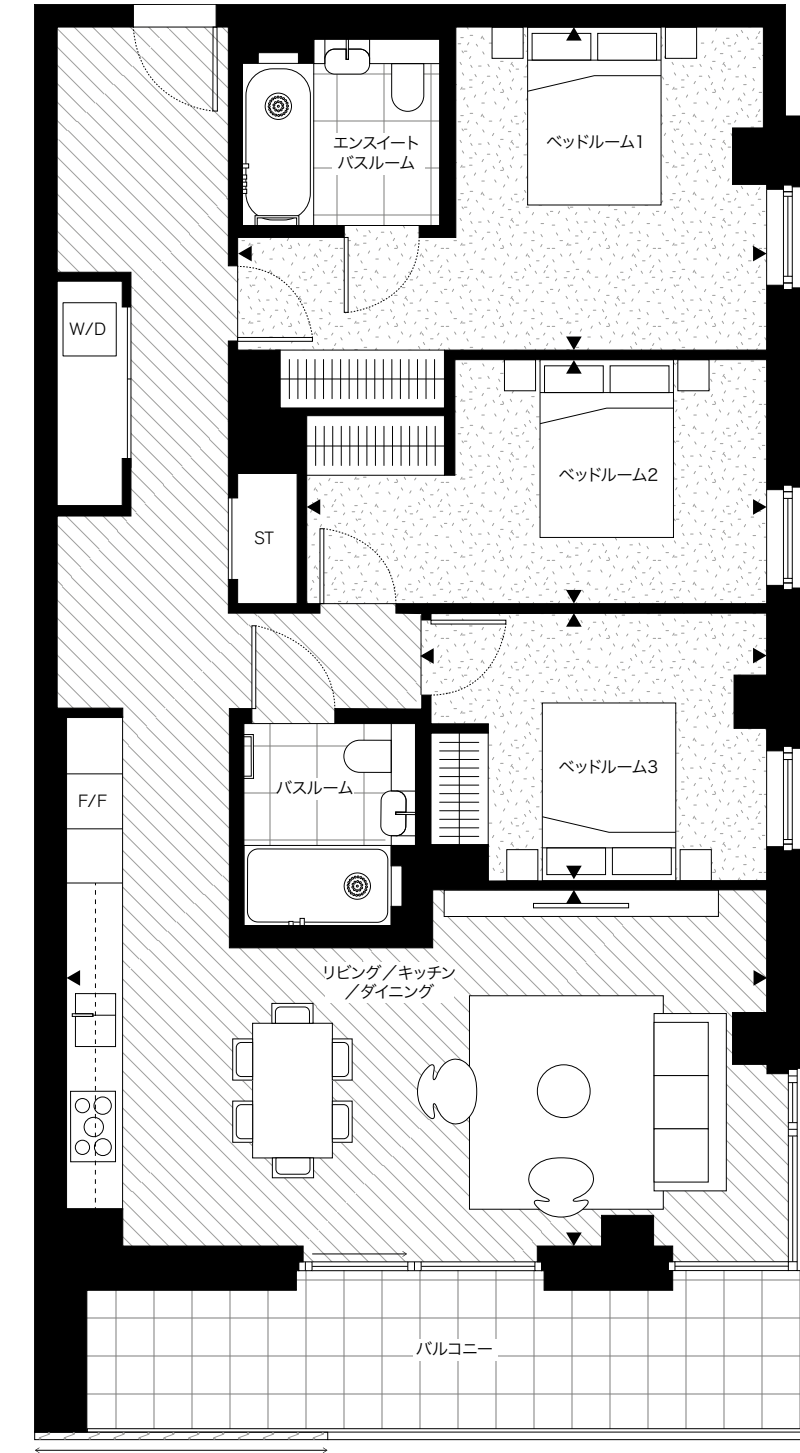 エンスイート
バスルーム
ベッドルーム1
W/D
ベッドルーム2
ST
ベッドルーム3
バスルーム
F/F
リビング／キッチン
／ダイニング
バルコニー